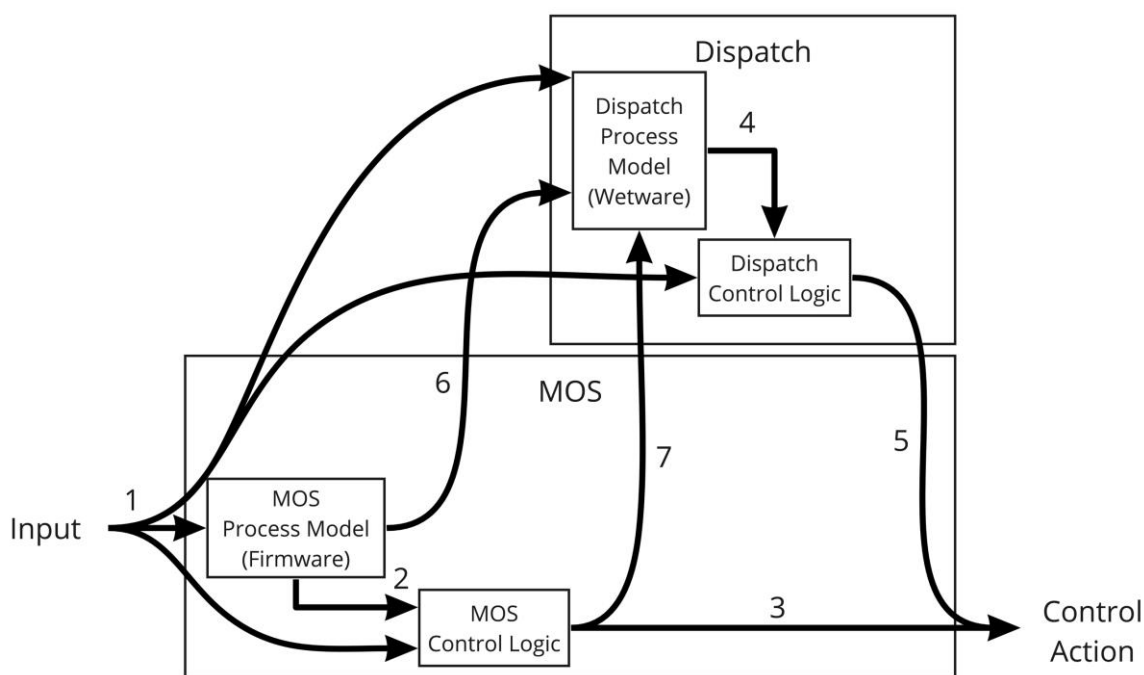 Dispatch
Dispatch
Process
Model
(Wetware)
4
Dispatch
Control Logic
6
MOS
7
5
1
Input
MOS
Process Model
(Firmware)
2
MOS
Control Logic
3
Control
Action